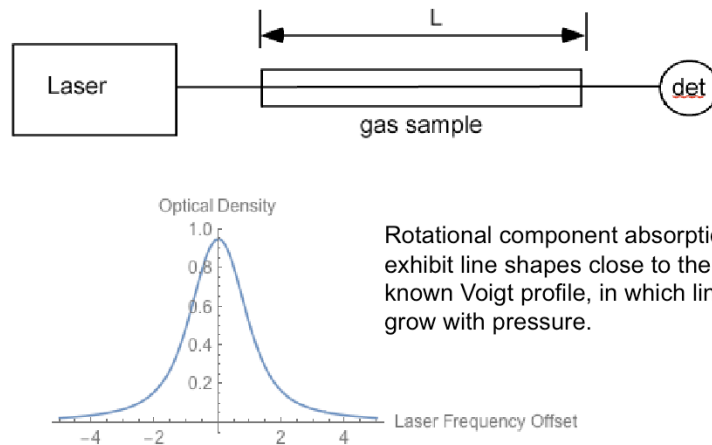 L
Laser
det
gas sample
Optical Density
1.0
0.8
0.6
0.4
0.2
-4 -2 2 4
Laser Frequency Offset
Rotational component absorptio
exhibit line shapes close to the
known Voigt profile, in which lin
grow with pressure.